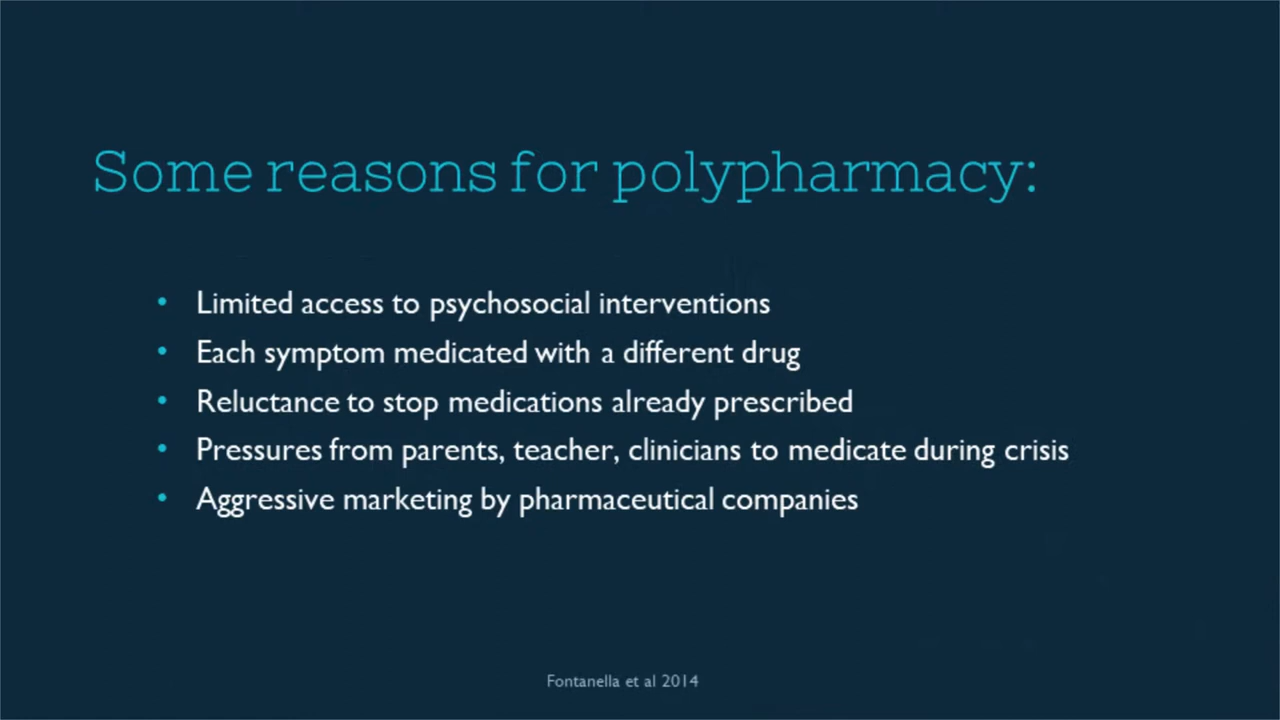 Some reasons for polypharmacy:
• Limited access to psychosocial interventions
• Each symptom medicated with a different drug
• Reluctance to stop medications already prescribed
• Pressures from parents, teacher, clinicians to medicate during crisis
• Aggressive marketing by pharmaceutical companies
Fontanella et al 2014